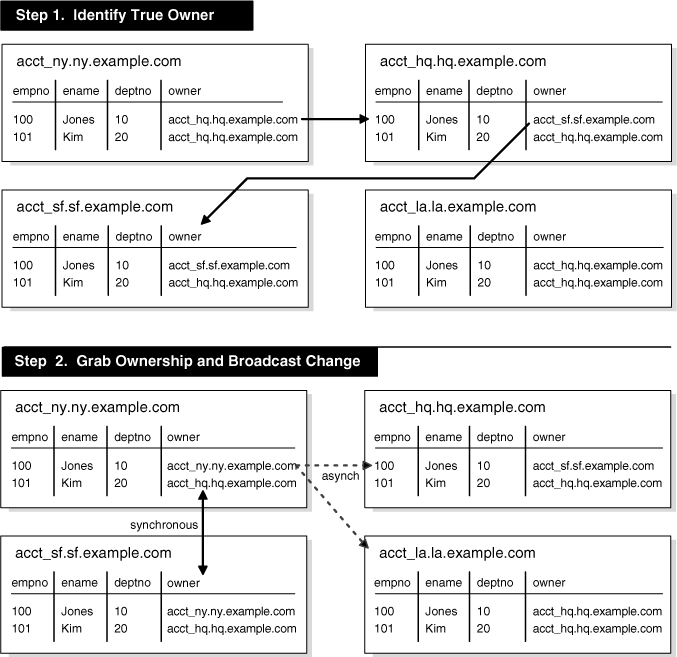 Step 1. Identify True Owner
acct_ny.ny.example.com
empno ename deptno owner
100 Jones 10 acct_hq.hq.example.com
101 Kim 20 acct_hq.hq.example.com
acct_hq.hq.example.com
empno ename deptno owner
100 Jones 10 acct_sf.sf.example.com
101 Kim 20 acct_hq.hq.example.com
acct_sf.sf.example.com
empno ename deptno owner
100 Jones 10 acct_sf.sf.example.com
101 Kim 20 acct_hq.hq.example.com
acct_la.la.example.com
empno ename deptno owner
100 Jones 10 acct_hq.hq.example.com
101 Kim 20 acct_hq.hq.example.com
Step 2. Grab Ownership and Broadcast Change
acct_ny.ny.example.com
empno ename deptno owner
100 Jones 10 acct_ny.ny.example.com
101 Kim 20 acct_hq.hq.example.com
asynch
acct_hq.hq.example.com
empno ename deptno owner
100 Jones 10 acct_sf.sf.example.com
101 Kim 20 acct_hq.hq.example.com
synchronous
acct_sf.sf.example.com
empno ename deptno owner
100 Jones 10 acct_ny.ny.example.com
101 Kim 20 acct_hq.hq.example.com
acct_la.la.example.com
empno ename deptno owner
100 Jones 10 acct_hq.hq.example.com
101 Kim 20 acct_hq.hq.example.com